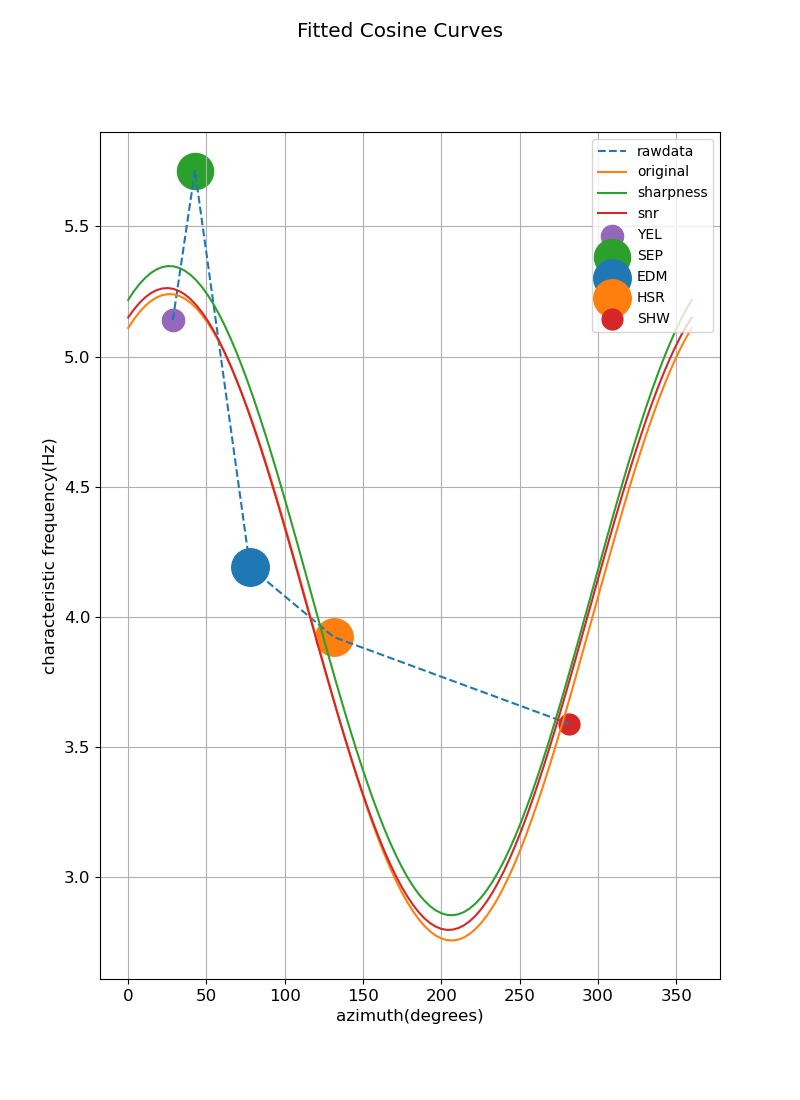 Fitted Cosine Curves
rawdata
original
sharpness
snr
YEL
SEP
EDM
HSR
SHW
5.5
5.0
4.5
4.0
3.5
3.0
characteristic frequency(Hz)
0 50 100 150 200 250 300 350
azimuth(degrees)